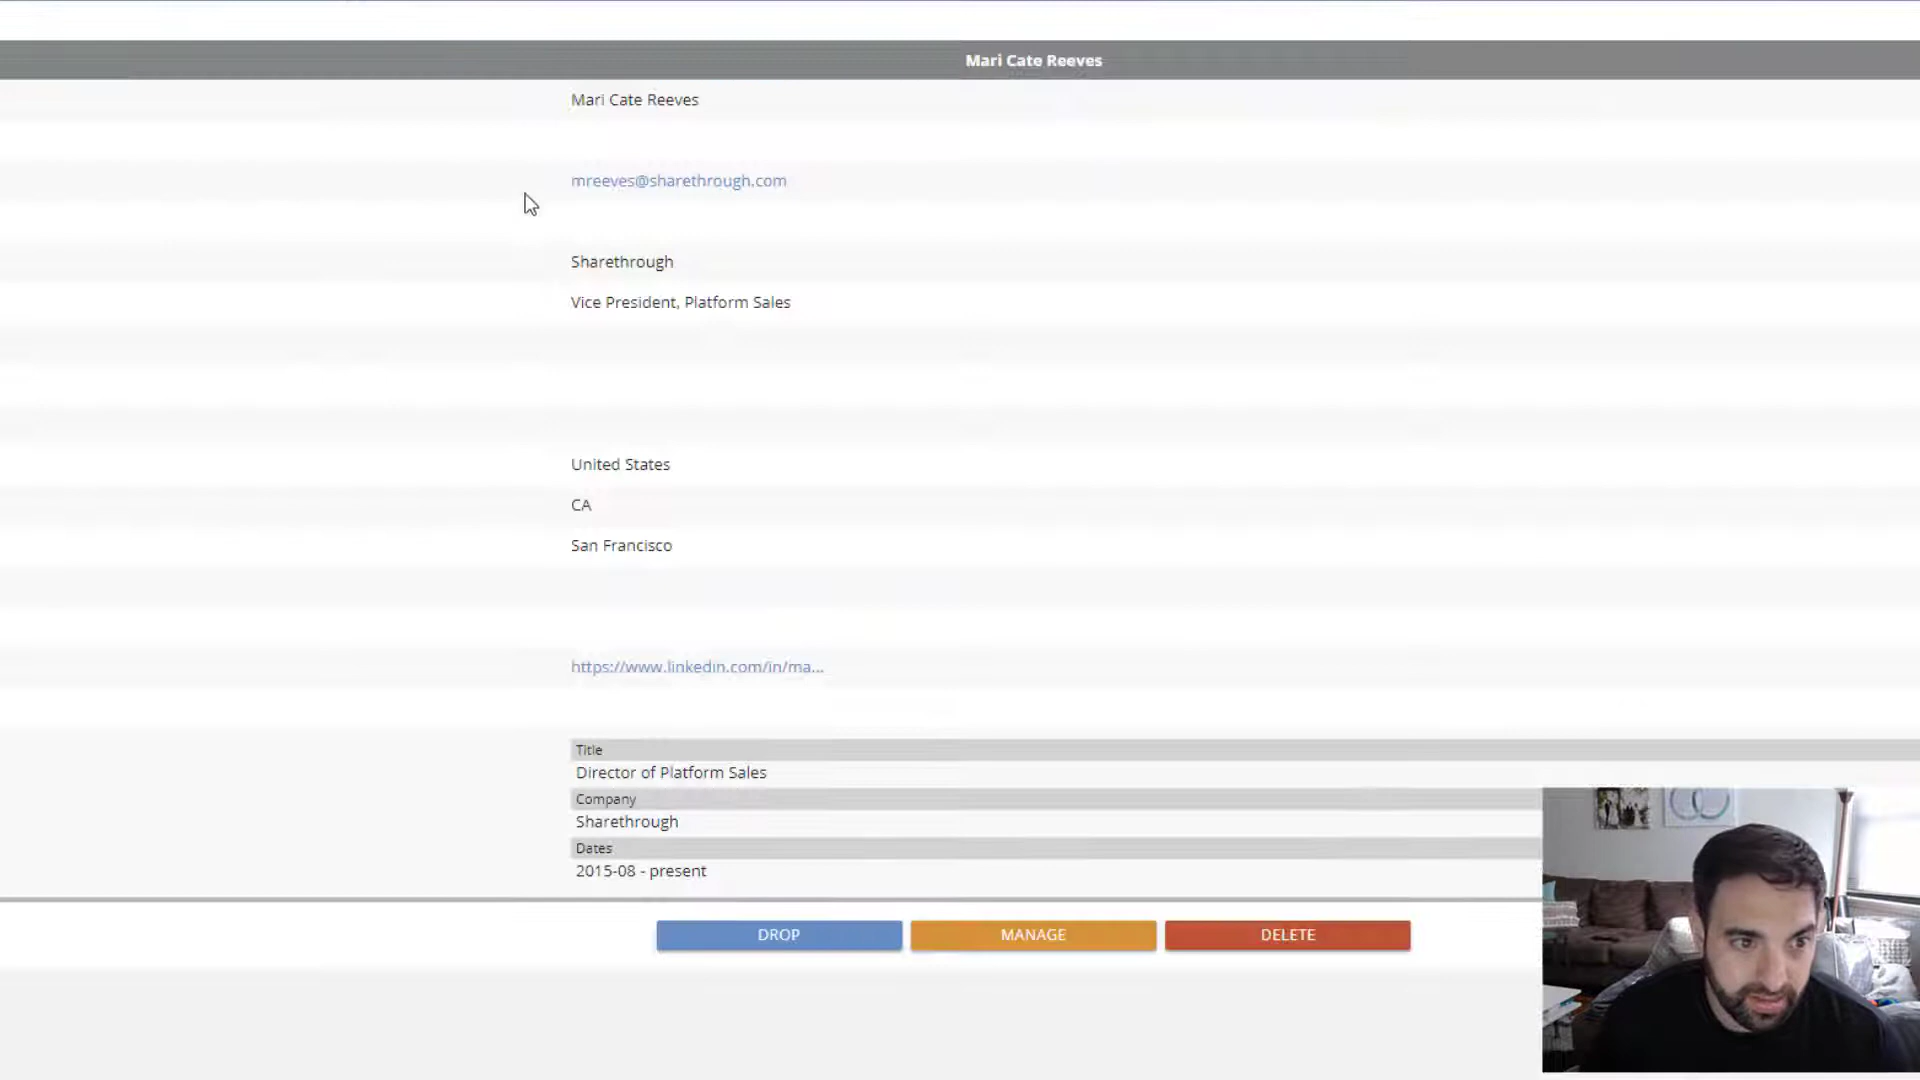 Mari Cate Reeves
Mari Cate Reeves
mreeves@sharethrough.com
Sharethrough
Vice President, Platform Sales
United States
CA
San Francisco
https://www.linkedin.com/in/ma...
Title
Director of Platform Sales
Company
Sharethrough
Dates
2015-08 - present
DROP
MANAGE
DELETE